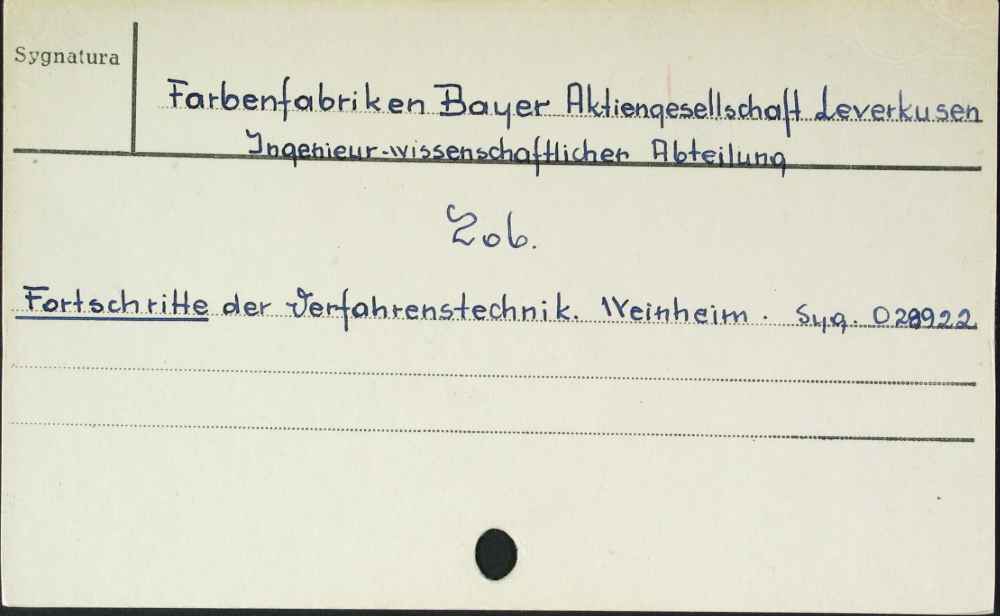 Sygnatura
Farbenfabriken Bayer Aktiengesellschaft Leverkusen
Ingenieur-wissenschaftlicher Abteilung
Zob.
Fortschritte der Verfahrenstechnik. Weinheim. Syg. 028922